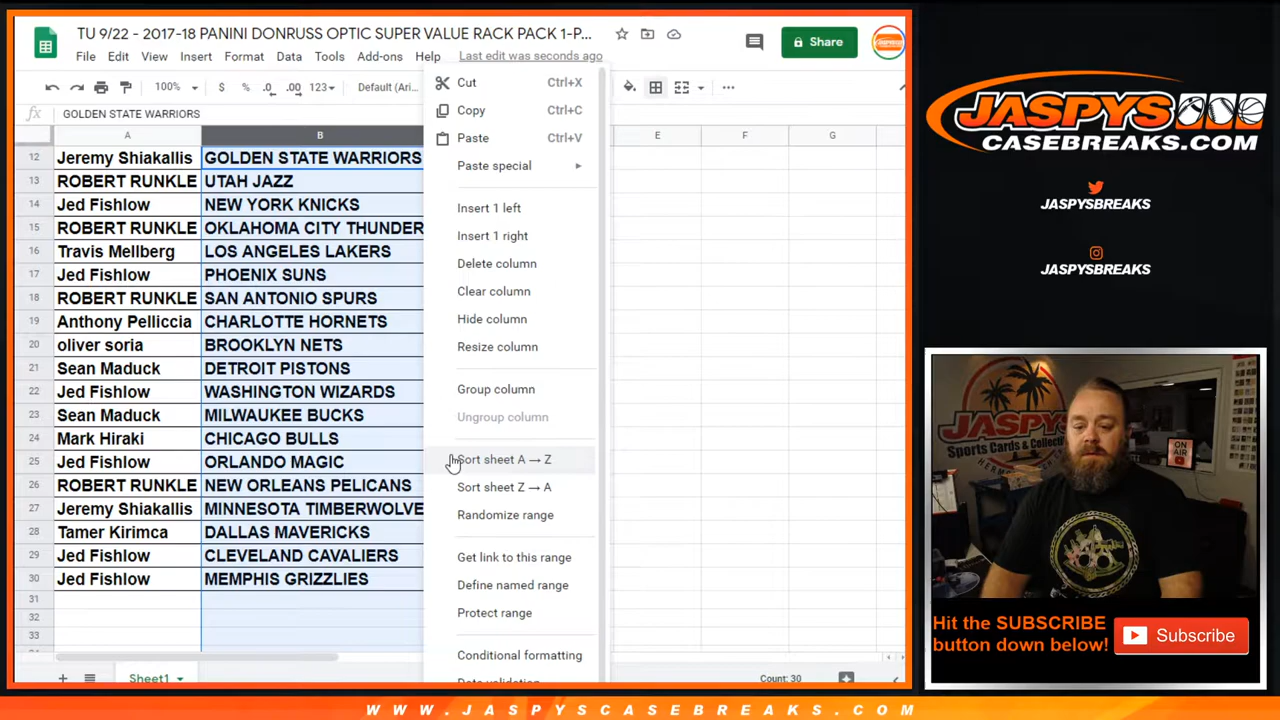 TU 9/22 - 2017-18 PANINI DONRUSS OPTIC SUPER VALUE RACK PACK 1-P...
File Edit View Insert Format Data Tools Add-ons Help Last edit was seconds ago
Share
100% $ % .0 .00 123 Default (Ari...
fx GOLDEN STATE WARRIORS
A B E F G
12 Jeremy Shiakallis GOLDEN STATE WARRIORS
13 ROBERT RUNKLE UTAH JAZZ
14 Jed Fishlow NEW YORK KNICKS
15 ROBERT RUNKLE OKLAHOMA CITY THUNDER
16 Travis Mellberg LOS ANGELES LAKERS
17 Jed Fishlow PHOENIX SUNS
18 ROBERT RUNKLE SAN ANTONIO SPURS
19 Anthony Pelliccia CHARLOTTE HORNETS
20 oliver soria BROOKLYN NETS
21 Sean Maduck DETROIT PISTONS
22 Jed Fishlow WASHINGTON WIZARDS
23 Sean Maduck MILWAUKEE BUCKS
24 Mark Hiraki CHICAGO BULLS
25 Jed Fishlow ORLANDO MAGIC
26 ROBERT RUNKLE NEW ORLEANS PELICANS
27 Jeremy Shiakallis MINNESOTA TIMBERWOLVE
28 Tamer Kirimca DALLAS MAVERICKS
29 Jed Fishlow CLEVELAND CAVALIERS
30 Jed Fishlow MEMPHIS GRIZZLIES
31
32
33
Cut Ctrl+X
Copy Ctrl+C
Paste Ctrl+V
Paste special
Insert 1 left
Insert 1 right
Delete column
Clear column
Hide column
Resize column
Group column
Ungroup column
Sort sheet A → Z
Sort sheet Z → A
Randomize range
Get link to this range
Define named range
Protect range
Conditional formatting
Data validation
Sheet1
Count: 30
JASPYS
CASEBREAKS.COM
JASPYSBREAKS
JASPYSBREAKS
JASPYS
Sports Cards & Collectibles
HERMOSA
ON AIR
Hit the SUBSCRIBE
button down below!
Subscribe
WWW.JASPYSCASEBREAKS.COM